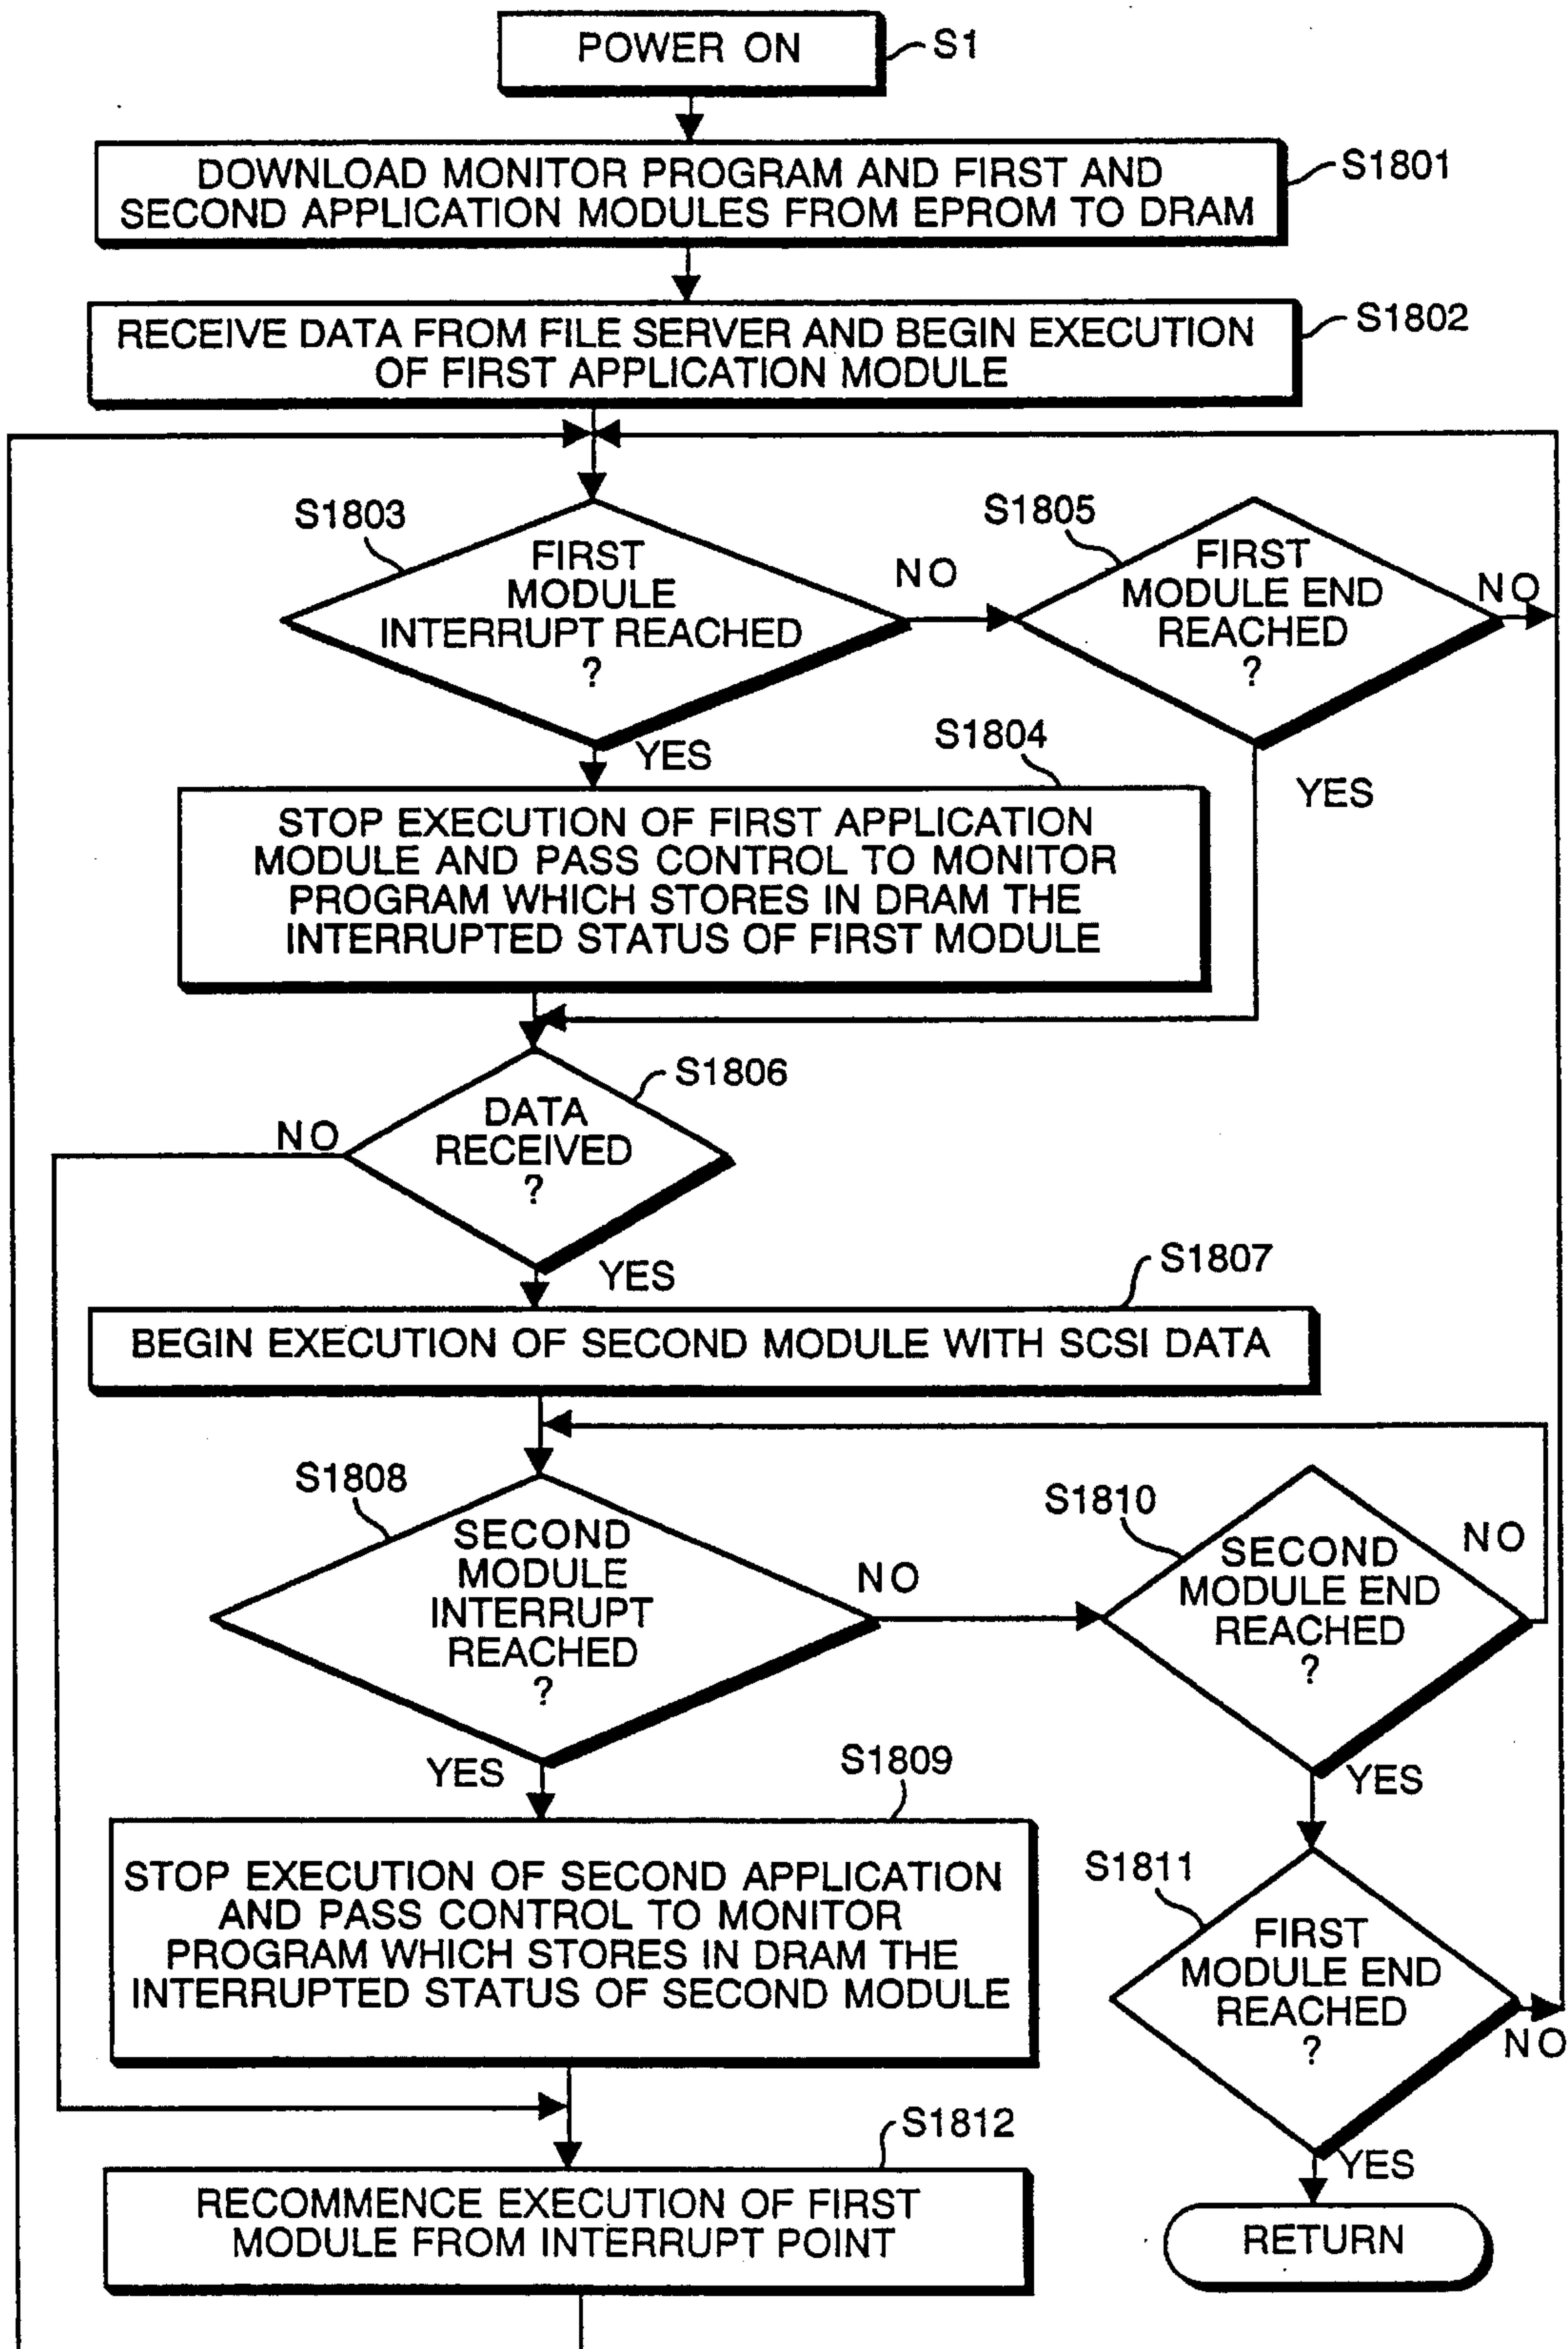 POWER ON
S1
DOWNLOAD MONITOR PROGRAM AND FIRST AND
SECOND APPLICATION MODULES FROM EPROM TO DRAM
S1801
RECEIVE DATA FROM FILE SERVER AND BEGIN EXECUTION
OF FIRST APPLICATION MODULE
S1802
S1803
FIRST
MODULE
INTERRUPT REACHED
?
NO
YES
S1805
FIRST
MODULE END
REACHED
?
NO
YES
S1804
STOP EXECUTION OF FIRST APPLICATION
MODULE AND PASS CONTROL TO MONITOR
PROGRAM WHICH STORES IN DRAM THE
INTERRUPTED STATUS OF FIRST MODULE
S1806
DATA
RECEIVED
?
NO
YES
S1807
BEGIN EXECUTION OF SECOND MODULE WITH SCSI DATA
S1808
SECOND
MODULE
INTERRUPT
REACHED
?
NO
YES
S1810
SECOND
MODULE END
REACHED
?
NO
YES
S1809
STOP EXECUTION OF SECOND APPLICATION
AND PASS CONTROL TO MONITOR
PROGRAM WHICH STORES IN DRAM THE
INTERRUPTED STATUS OF SECOND MODULE
S1811
FIRST
MODULE END
REACHED
?
NO
YES
S1812
RECOMMENCE EXECUTION OF FIRST
MODULE FROM INTERRUPT POINT
RETURN